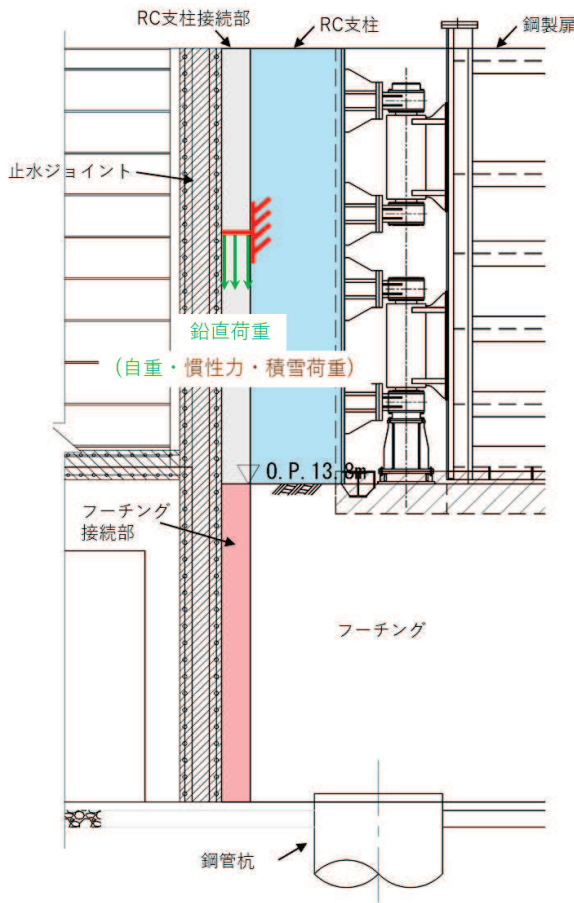 RC支柱接続部
RC支柱
鋼製扉
止水ジョイント
鉛直荷重
(自重・慣性力・積雪荷重)
O.P.13.8m
フーチング
接続部
フーチング
鋼管杭